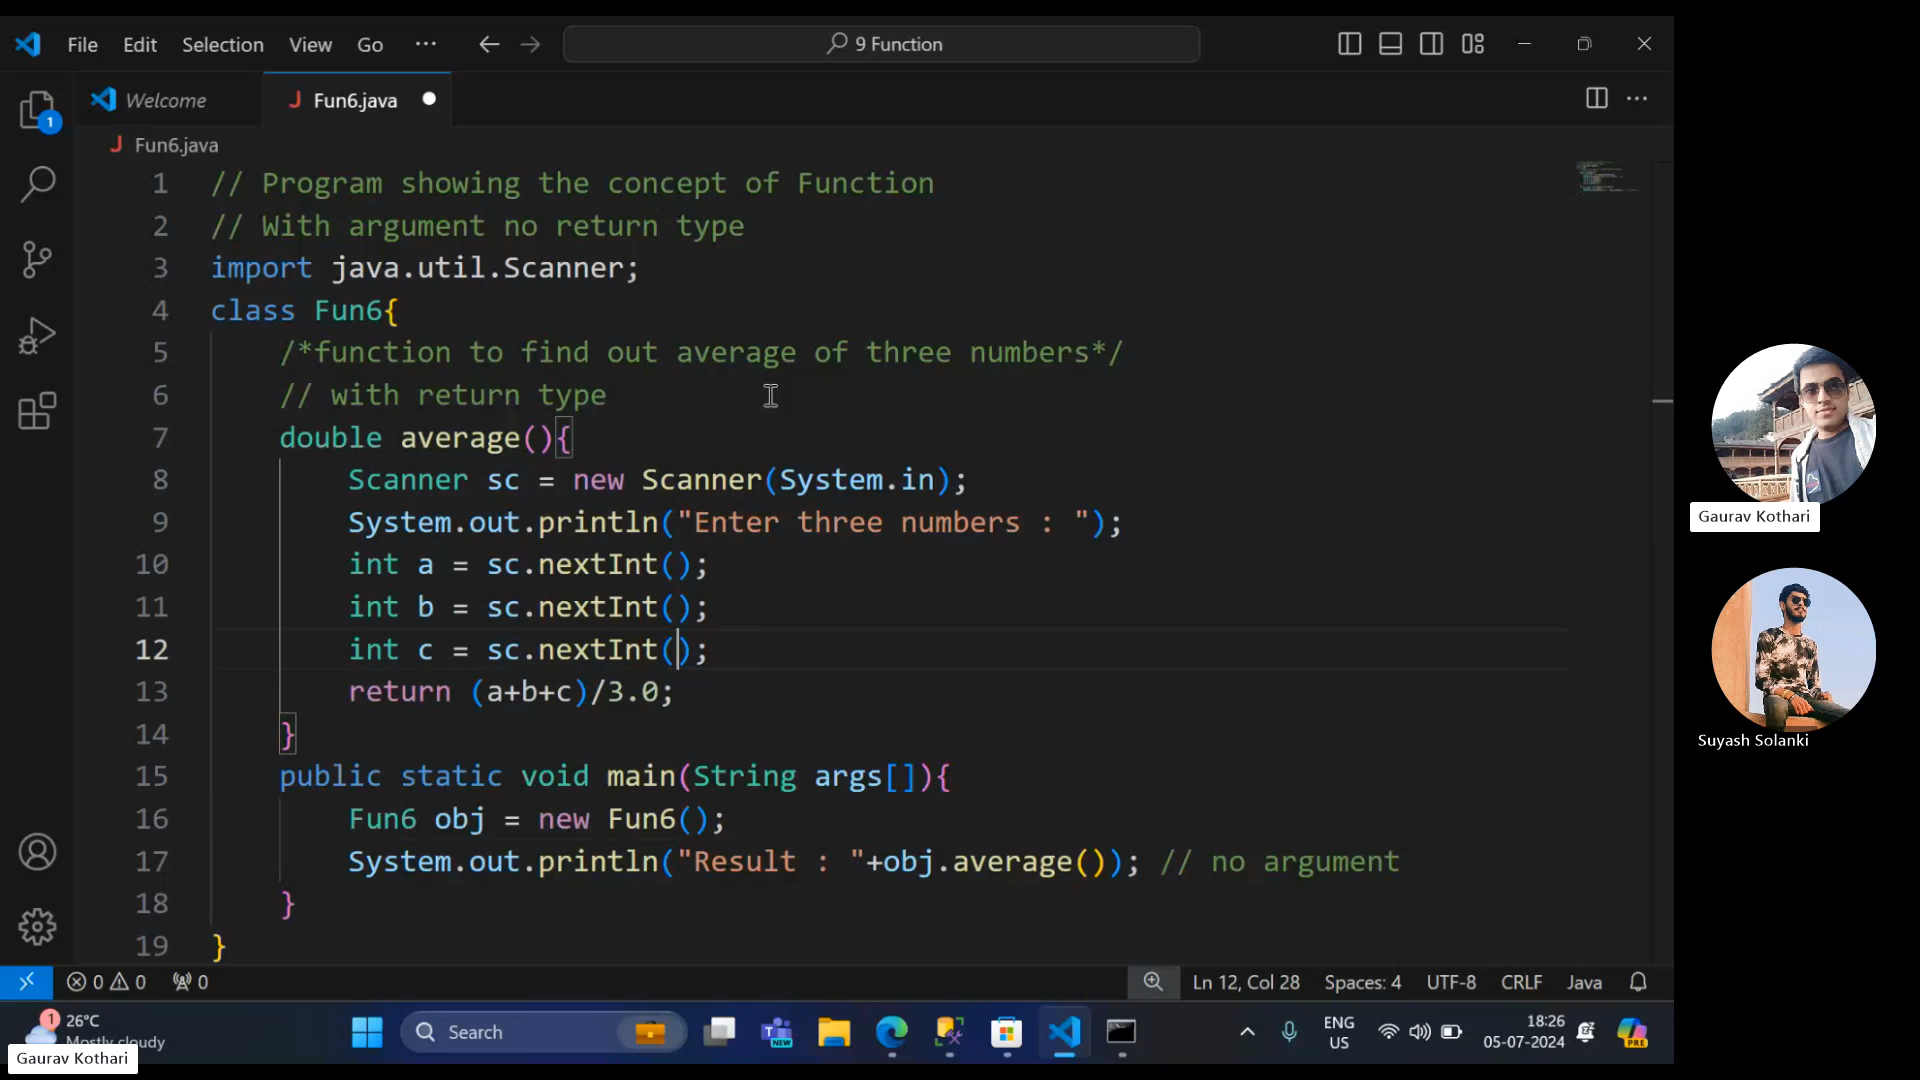 File Edit Selection View Go ... 9 Function
Welcome Fun6.java
Fun6.java
1 // Program showing the concept of Function
2 // With argument no return type
3 import java.util.Scanner;
4 class Fun6{
5 /*function to find out average of three numbers*/
6 // with return type
7 double average(){
8 Scanner sc = new Scanner(System.in);
9 System.out.println("Enter three numbers : ");
10 int a = sc.nextInt();
11 int b = sc.nextInt();
12 int c = sc.nextInt();
13 return (a+b+c)/3.0;
14 }
15 public static void main(String args[]){
16 Fun6 obj = new Fun6();
17 System.out.println("Result : "+obj.average()); // no argument
18 }
19 }
1
Gaurav Kothari
Suyash Solanki
0 0 0 Ln 12, Col 28 Spaces: 4 UTF-8 CRLF Java
1 26°C
Mostly cloudy
Gaurav Kothari
Search
NEW
ENG
US
18:26
05-07-2024
PRE